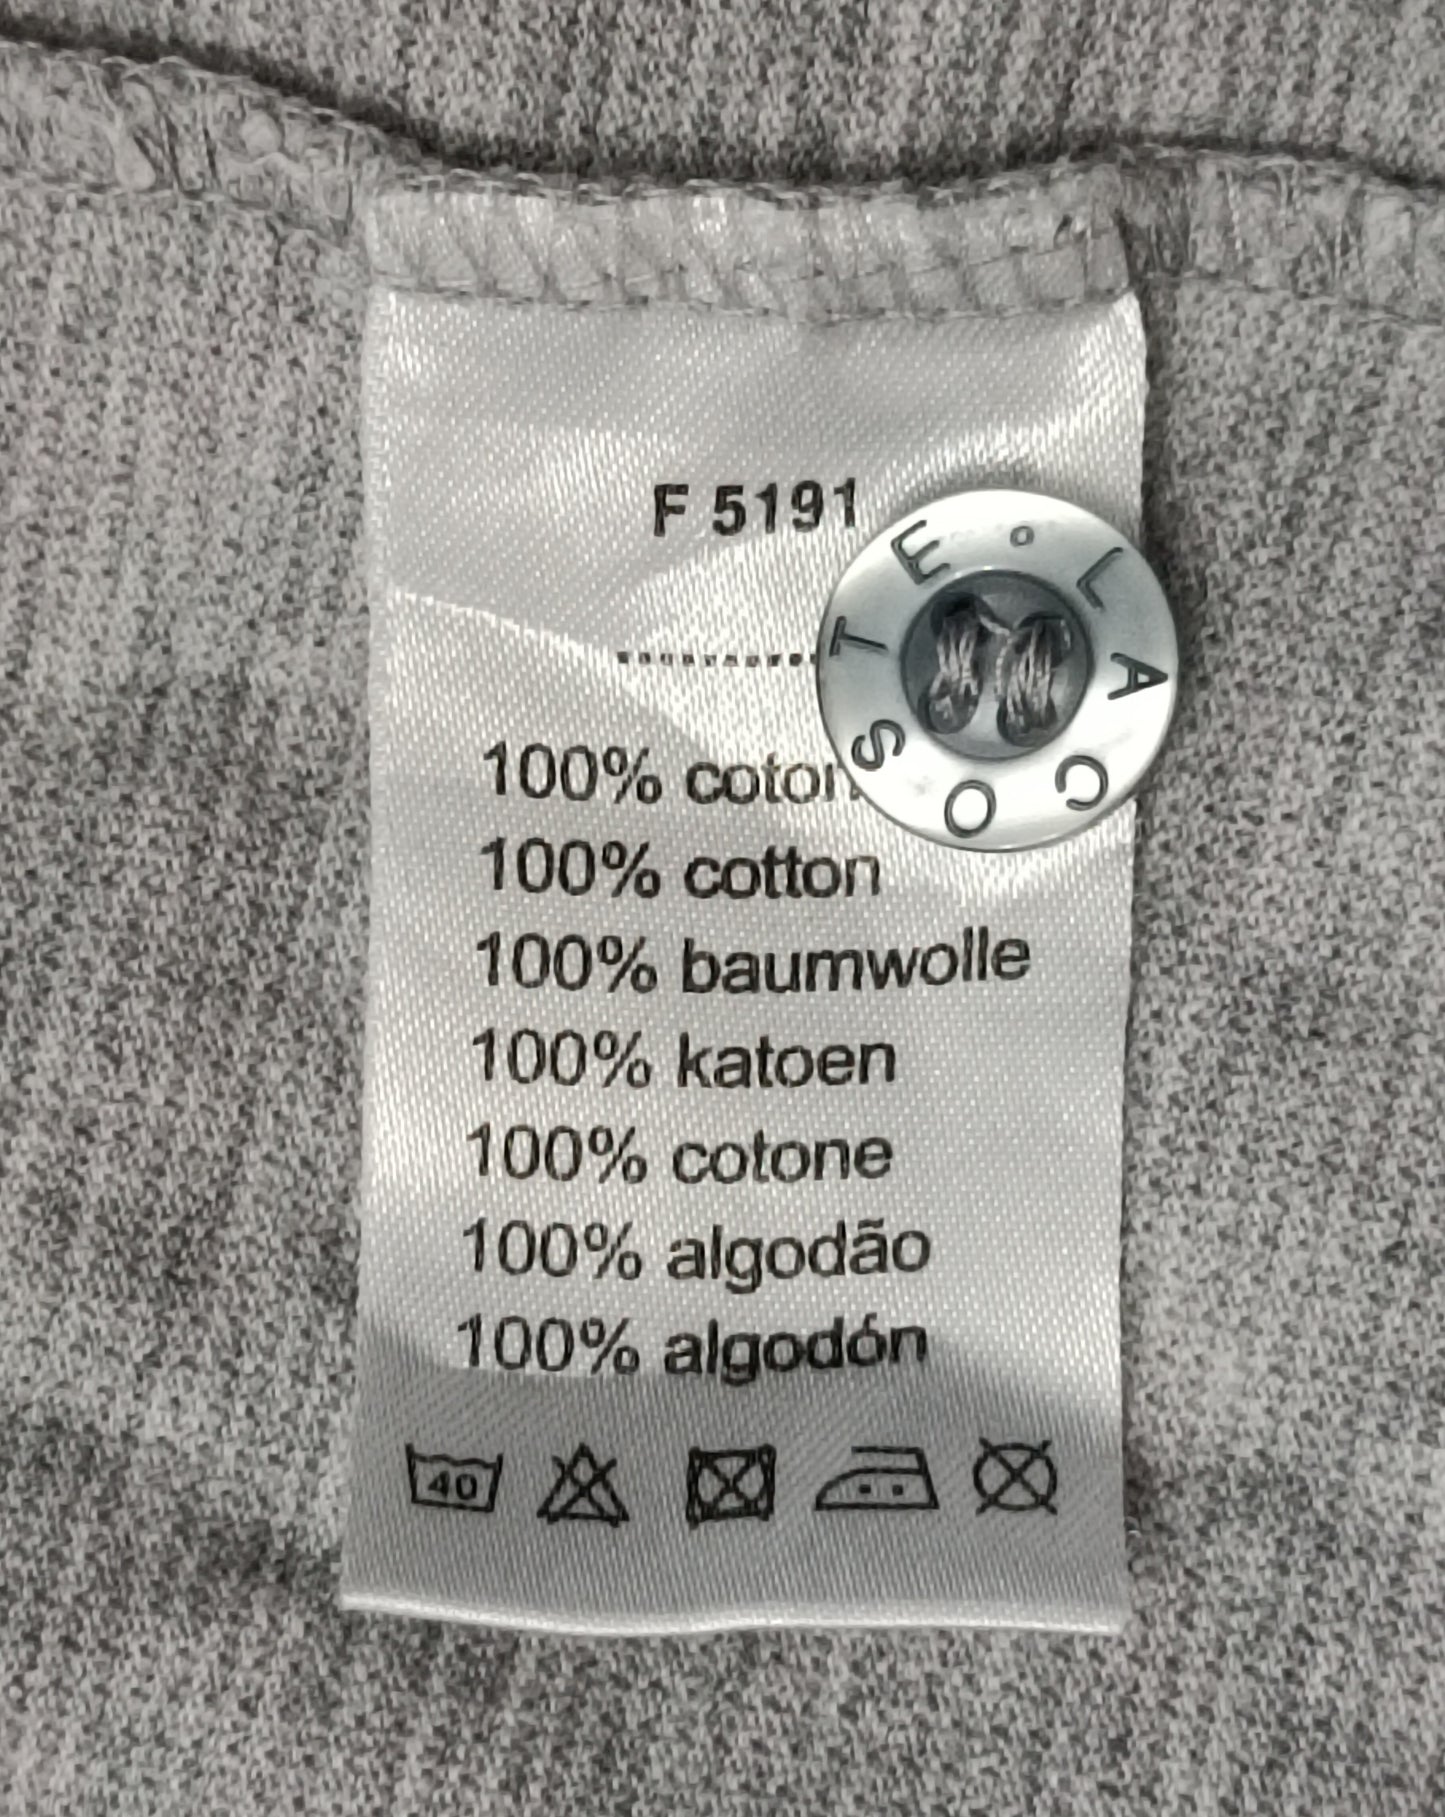 F 5191
LACOSTE
100% coton
100% cotton
100% baumwolle
100% katoen
100% cotone
100% algodão
100% algodón
40